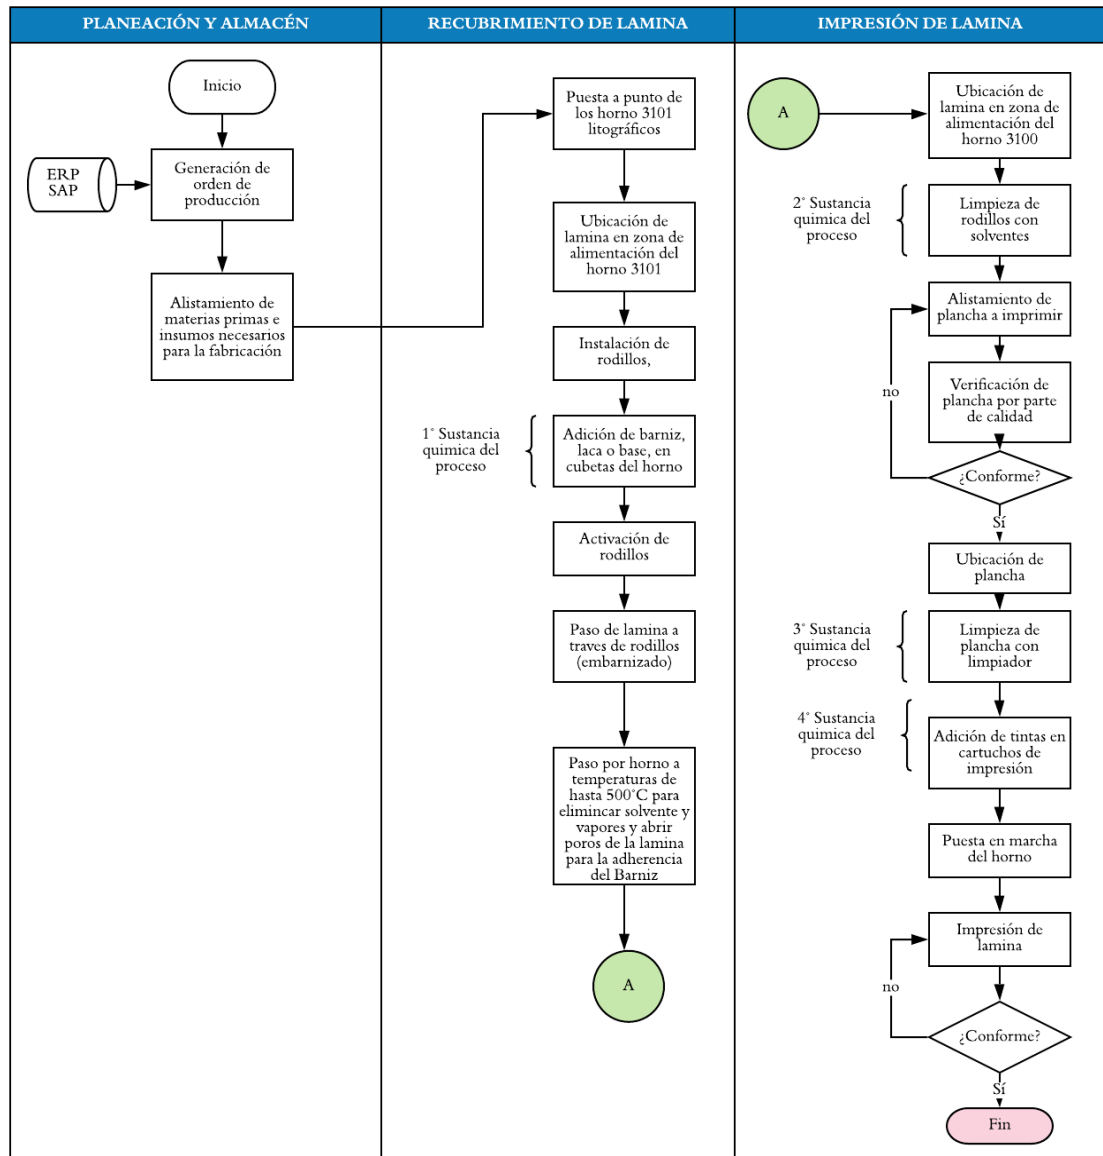 PLANEACIÓN Y ALMACÉN
RECUBRIMIENTO DE LAMINA
IMPRESIÓN DE LAMINA
Inicio
ERP
SAP
Generación de
orden de
producción
Alistamiento de
materias primas e
insumos necesarios
para la fabricación
Puesta a punto de
los horno 3101
litográficos
Ubicación de
lamina en zona de
alimentación del
horno 3101
Instalación de
rodillos,
1° Sustancia
quimica del
proceso
Adición de barniz,
laca o base, en
cubetas del horno
Activación de
rodillos
Paso de lamina a
traves de rodillos
(embarnizado)
Paso por horno a
temperaturas de
hasta 500°C para
elimincar solvente y
vapores y abrir
poros de la lamina
para la adherencia
del Barniz
A
A
Ubicación de
lamina en zona de
alimentación del
horno 3100
2° Sustancia
quimica del
proceso
Limpieza de
rodillos con
solventes
Alistamiento de
plancha a imprimir
no
Verificación de
plancha por parte
de calidad
¿Conforme?
Sí
Ubicación de
plancha
3° Sustancia
quimica del
proceso
Limpieza de
plancha con
limpiador
4° Sustancia
quimica del
proceso
Adición de tintas en
cartuchos de
impresión
Puesta en marcha
del horno
Impresión de
lamina
no
¿Conforme?
Sí
Fin